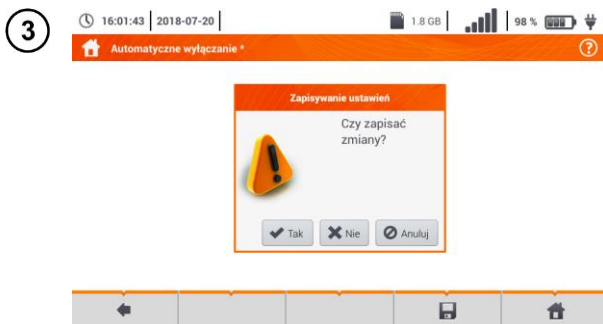 3
16:01:43 2018-07-20 1.8 GB 98 %
Automatyczne wyłączanie * ?
Zapisywanie ustawień
Czy zapisać
zmiany?
Tak Nie Anuluj